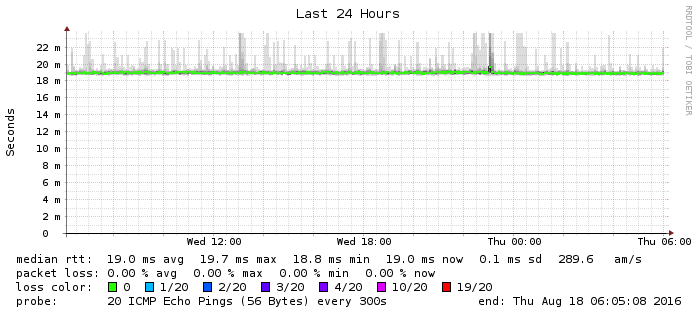 Last 24 Hours
RRDTOOL / TOBI OETIKER
Seconds
22 m
20 m
18 m
16 m
14 m
12 m
10 m
8 m
6 m
4 m
2 m
0
Wed 12:00 Wed 18:00 Thu 00:00 Thu 06:00
median rtt: 19.0 ms avg 19.7 ms max 18.8 ms min 19.0 ms now 0.1 ms sd 289.6 am/s
packet loss: 0.00 % avg 0.00 % max 0.00 % min 0.00 % now
loss color: 0 1/20 2/20 3/20 4/20 10/20 19/20
probe: 20 ICMP Echo Pings (56 Bytes) every 300s end: Thu Aug 18 06:05:08 2016